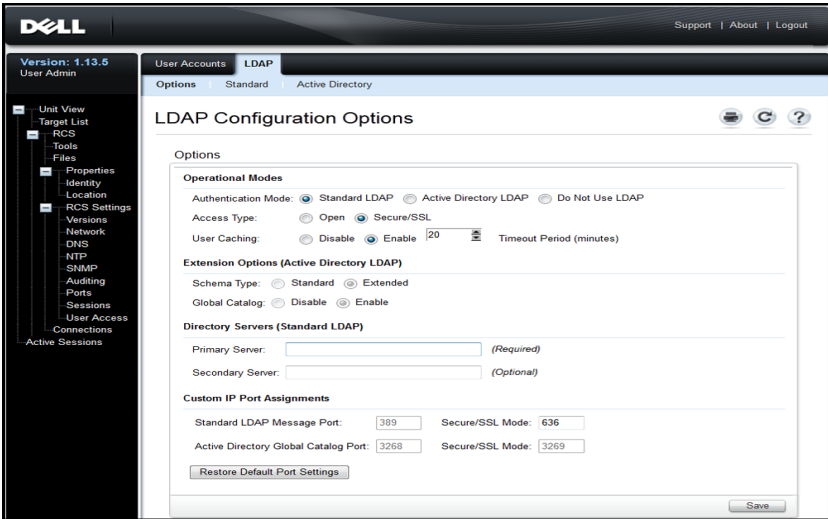 DELL
Support | About | Logout
Version: 1.13.5
User Admin
User Accounts LDAP
Options Standard Active Directory
Unit View
Target List
RCS
Tools
Files
Properties
Identity
Location
RCS Settings
Versions
Network
DNS
NTP
SNMP
Auditing
Ports
Sessions
User Access
Connections
Active Sessions
LDAP Configuration Options
Options
Operational Modes
Authentication Mode: Standard LDAP Active Directory LDAP Do Not Use LDAP
Access Type: Open Secure/SSL
User Caching: Disable Enable 20 Timeout Period (minutes)
Extension Options (Active Directory LDAP)
Schema Type: Standard Extended
Global Catalog: Disable Enable
Directory Servers (Standard LDAP)
Primary Server: (Required)
Secondary Server: (Optional)
Custom IP Port Assignments
Standard LDAP Message Port: 389 Secure/SSL Mode: 636
Active Directory Global Catalog Port: 3268 Secure/SSL Mode: 3269
Restore Default Port Settings
Save